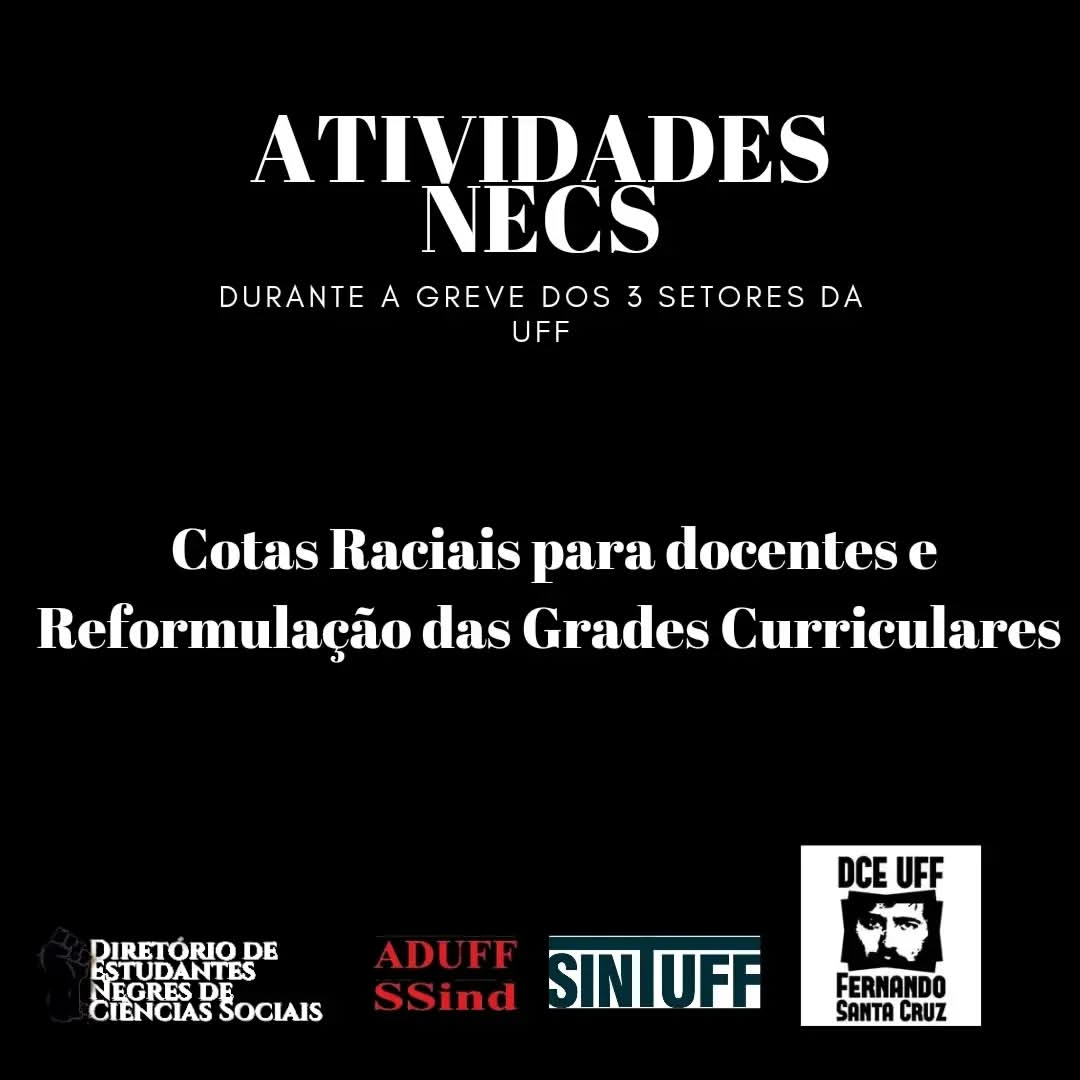 ATIVIDADES
NECS
DURANTE A GREVE DOS 3 SETORES DA
UFF
Cotas Raciais para docentes e
Reformulação das Grades Curriculares
DIRETÓRIO DE
ESTUDANTES
NEGRES DE
CIÊNCIAS SOCIAIS
ADUFF
SSind
SINTUFF
DCE UFF
FERNANDO
SANTA CRUZ